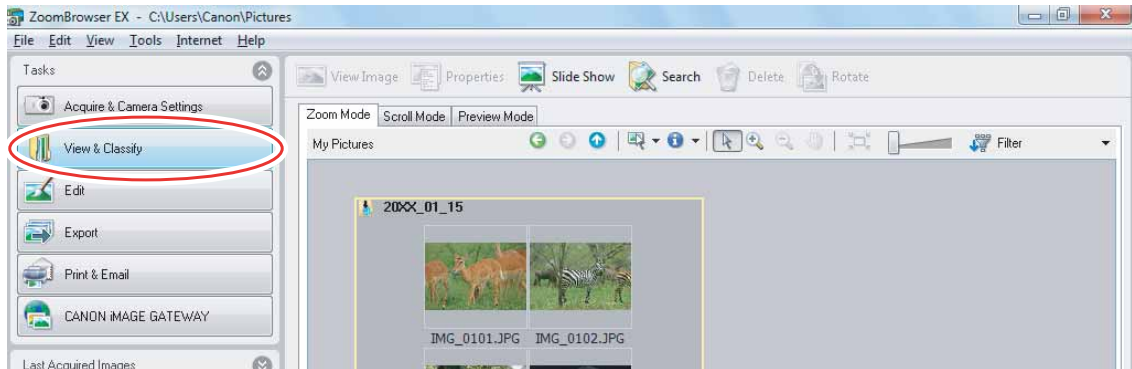 ZoomBrowser EX - C:\Users\Canon\Pictures
File Edit View Tools Internet Help
Tasks
Acquire & Camera Settings
View & Classify
Edit
Export
Print & Email
CANON iMAGE GATEWAY
Last Acquired Images
View Image Properties Slide Show Search Delete Rotate
Zoom Mode Scroll Mode Preview Mode
My Pictures Filter
20XX_01_15
IMG_0101.JPG IMG_0102.JPG